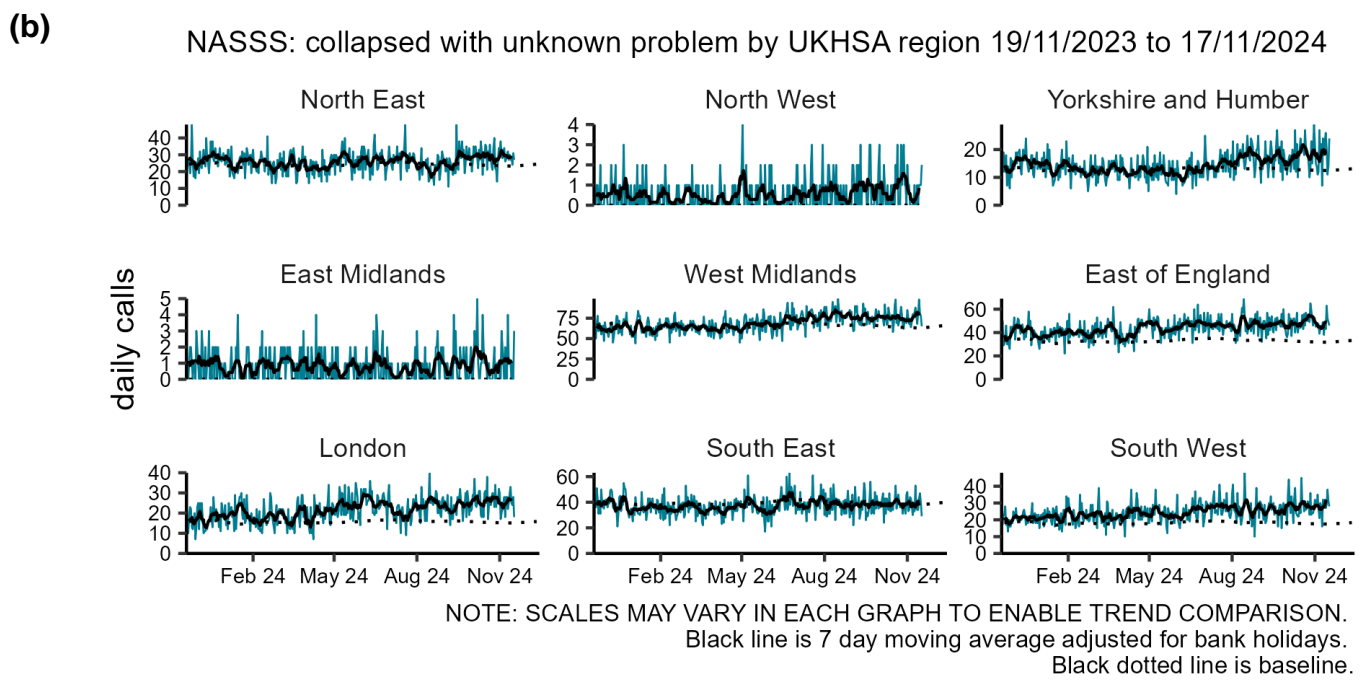 (b)
NASSS: collapsed with unknown problem by UKHSA region 19/11/2023 to 17/11/2024
North East
North West
Yorkshire and Humber
40
30
20
10
0
4
3
2
1
0
20
10
0
daily calls
East Midlands
West Midlands
East of England
5
4
3
2
1
0
75
50
25
0
60
40
20
0
London
South East
South West
40
30
20
10
0
60
40
20
0
40
30
20
10
0
Feb 24 May 24 Aug 24 Nov 24
Feb 24 May 24 Aug 24 Nov 24
Feb 24 May 24 Aug 24 Nov 24
NOTE: SCALES MAY VARY IN EACH GRAPH TO ENABLE TREND COMPARISON.
Black line is 7 day moving average adjusted for bank holidays.
Black dotted line is baseline.